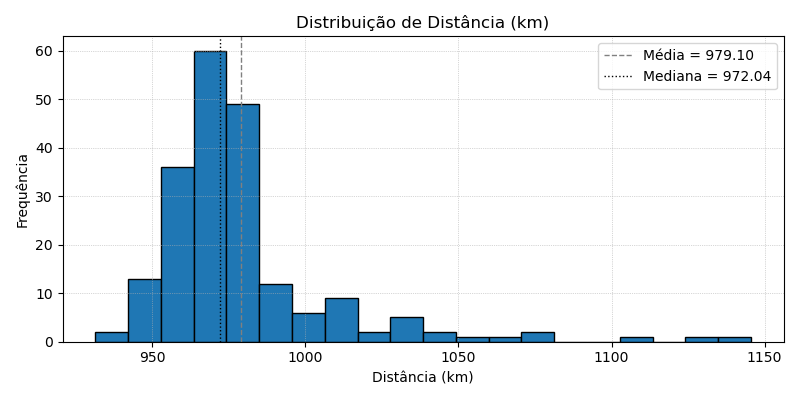 Distribuição de Distância (km)
Média = 979.10
Mediana = 972.04
Frequência
60
50
40
30
20
10
0
950
1000
1050
1100
1150
Distância (km)